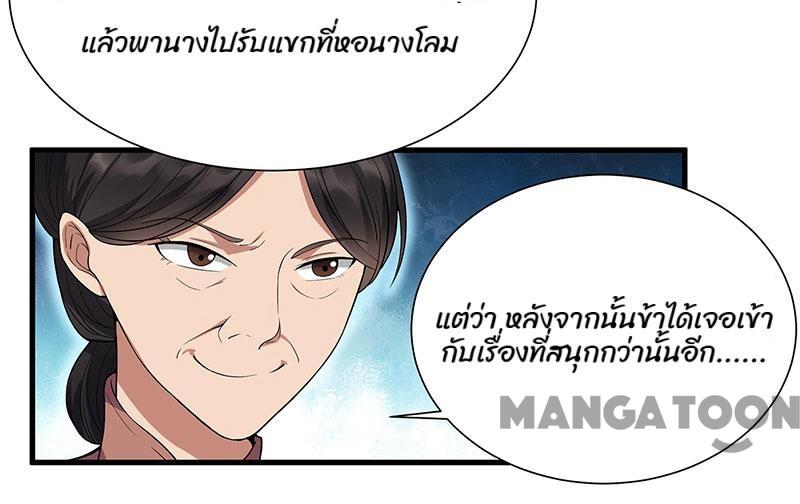 แล้วพานางไปรับแขกที่หอนางโลม
แต่ว่า หลังจากนั้นข้าได้เจอเข้า
กับเรื่องที่สนุกกว่านั้นอีก......
MANGATOON